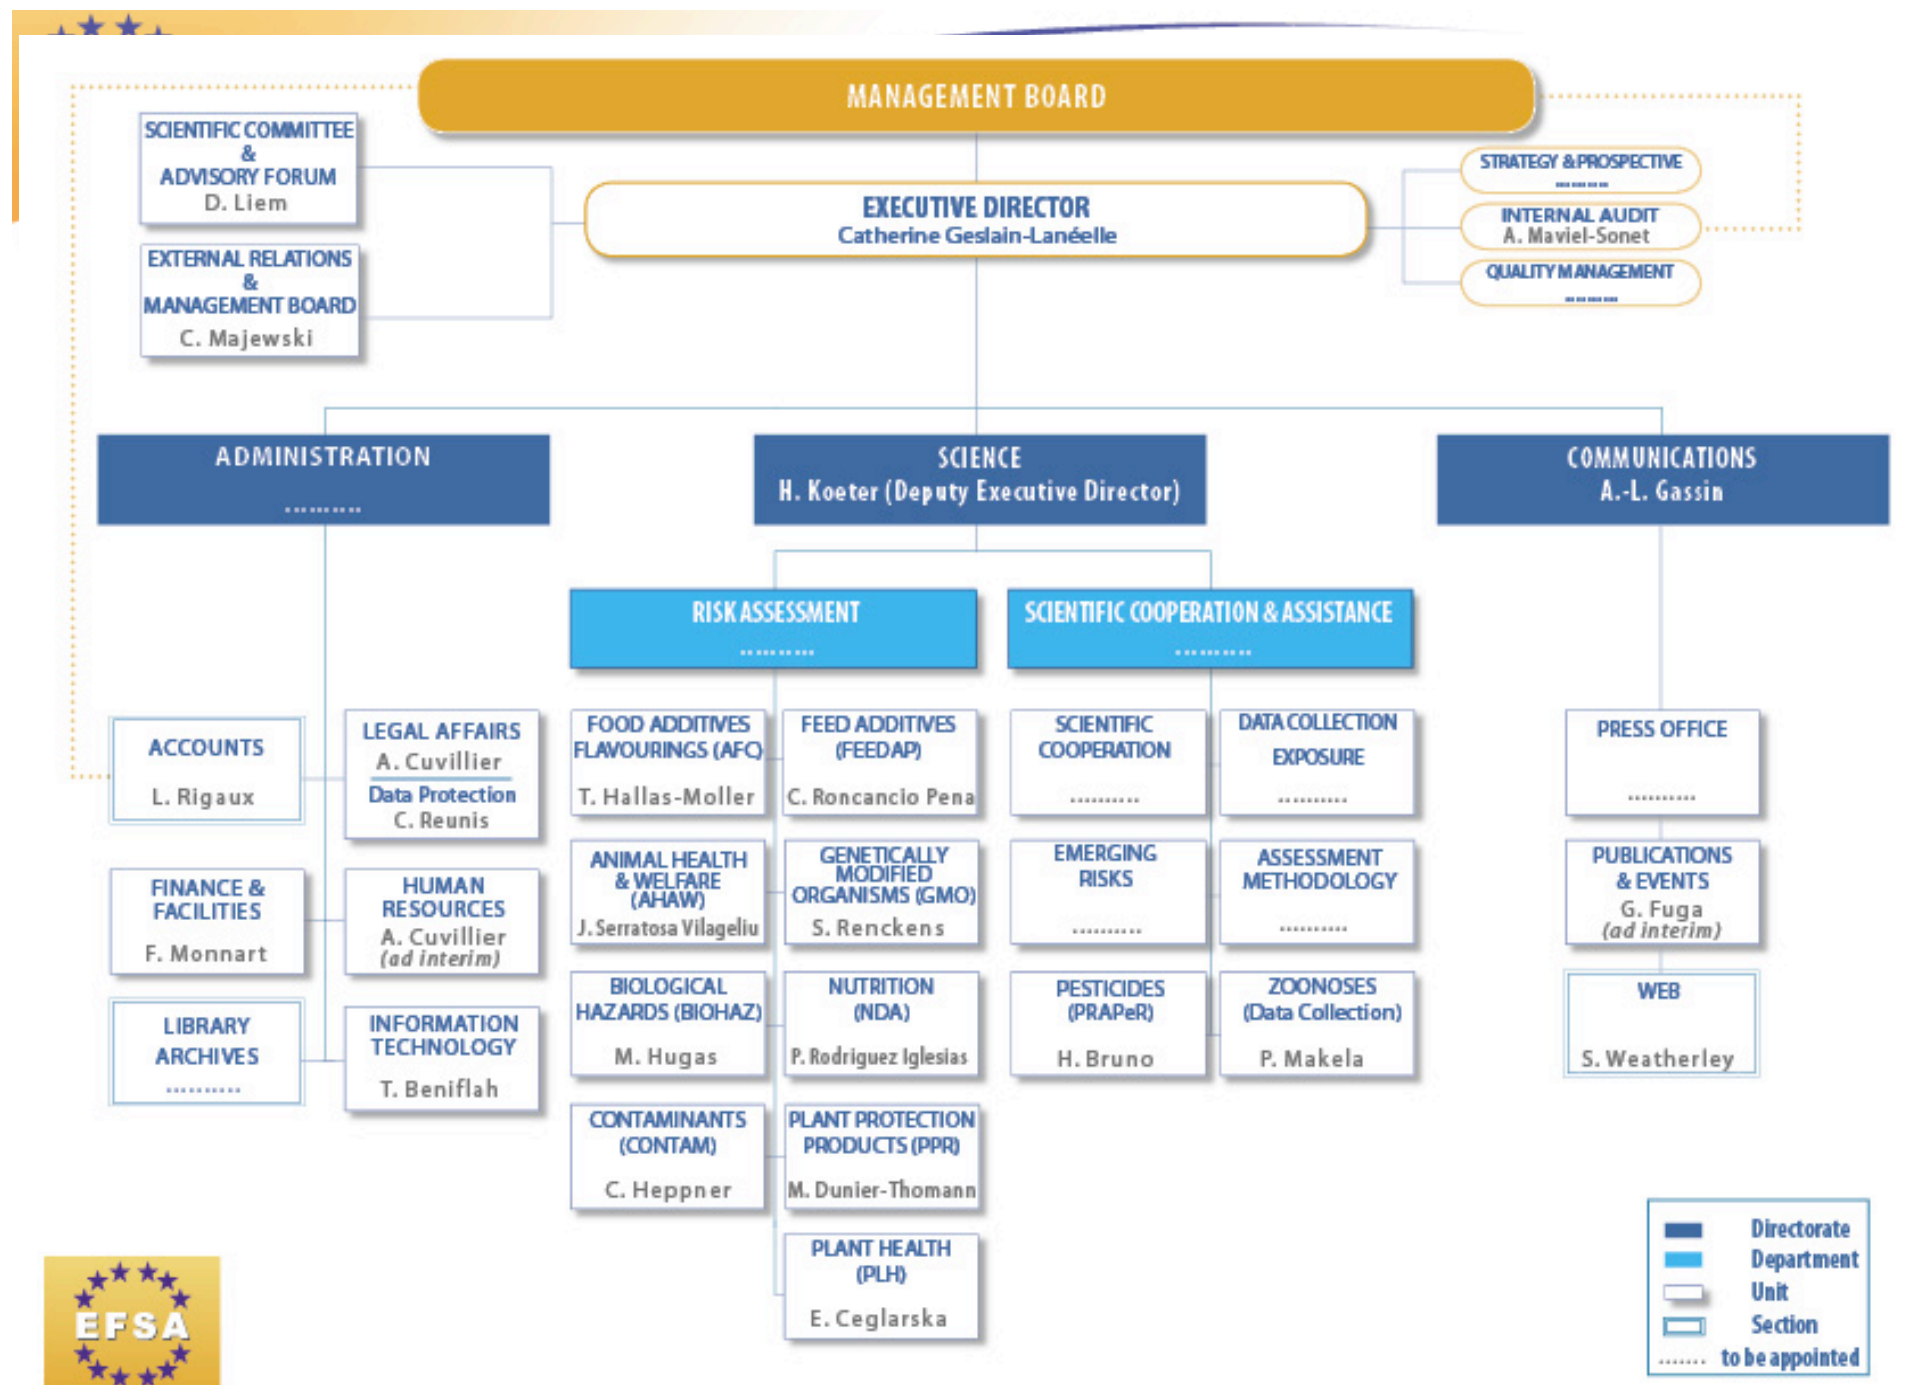 MANAGEMENT BOARD
SCIENTIFIC COMMITTEE
&
ADVISORY FORUM
D. Liem
EXTERNAL RELATIONS
&
MANAGEMENT BOARD
C. Majewski
EXECUTIVE DIRECTOR
Catherine Geslain-Lanéelle
STRATEGY & PROSPECTIVE
.........
INTERNAL AUDIT
A. Maviel-Sonet
QUALITY MANAGEMENT
.........
ADMINISTRATION
..........
SCIENCE
H. Koeter (Deputy Executive Director)
COMMUNICATIONS
A.-L. Gassin
RISK ASSESSMENT
..........
SCIENTIFIC COOPERATION & ASSISTANCE
..........
ACCOUNTS
L. Rigaux
LEGAL AFFAIRS
A. Cuvillier
Data Protection
C. Reunis
FINANCE &
FACILITIES
F. Monnart
HUMAN
RESOURCES
A. Cuvillier
(ad interim)
LIBRARY
ARCHIVES
..........
INFORMATION
TECHNOLOGY
T. Beniflah
FOOD ADDITIVES
FLAVOURINGS (AFC)
T. Hallas-Moller
FEED ADDITIVES
(FEEDAP)
C. Roncancio Pena
ANIMAL HEALTH
& WELFARE
(AHAW)
J. Serratosa Vilageliu
GENETICALLY
MODIFIED
ORGANISMS (GMO)
S. Renckens
BIOLOGICAL
HAZARDS (BIOHAZ)
M. Hugas
NUTRITION
(NDA)
P. Rodriguez Iglesias
CONTAMINANTS
(CONTAM)
C. Heppner
PLANT PROTECTION
PRODUCTS (PPR)
M. Dunier-Thomann
PLANT HEALTH
(PLH)
E. Ceglarska
SCIENTIFIC
COOPERATION
..........
DATA COLLECTION
EXPOSURE
..........
EMERGING
RISKS
..........
ASSESSMENT
METHODOLOGY
..........
PESTICIDES
(PRAPeR)
H. Bruno
ZOONOSES
(Data Collection)
P. Makela
PRESS OFFICE
..........
PUBLICATIONS
& EVENTS
G. Fuga
(ad interim)
WEB
S. Weatherley
Directorate
Department
Unit
Section
....... to be appointed
EFSA